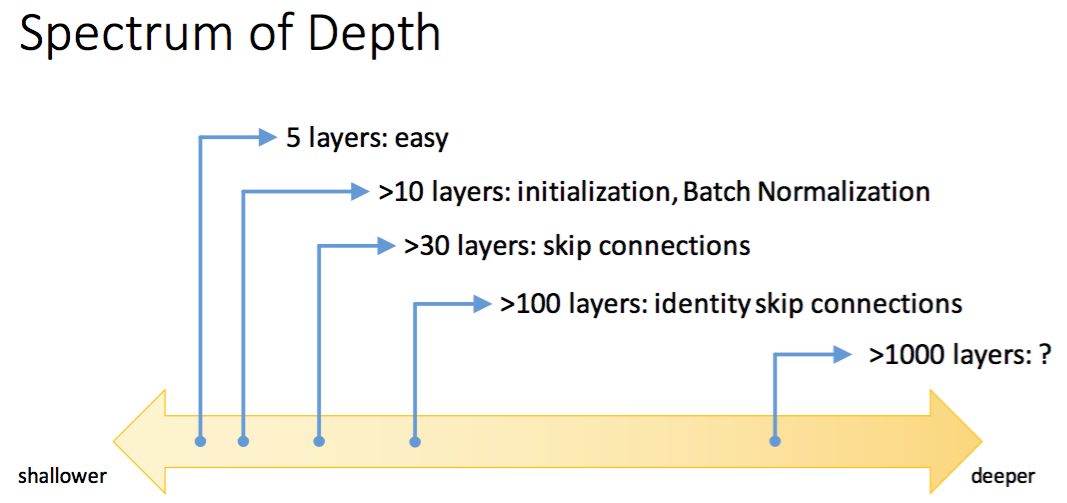 Spectrum of Depth
5 layers: easy
>10 layers: initialization, Batch Normalization
>30 layers: skip connections
>100 layers: identity skip connections
>1000 layers: ?
shallower
deeper